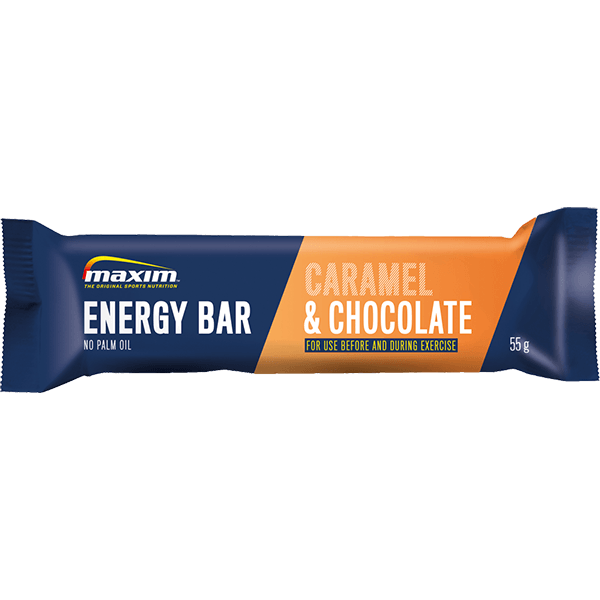 maxim
THE ORIGINAL SPORTS NUTRITION
ENERGY BAR
NO PALM OIL
CARAMEL
& CHOCOLATE
FOR USE BEFORE AND DURING EXERCISE
55 g